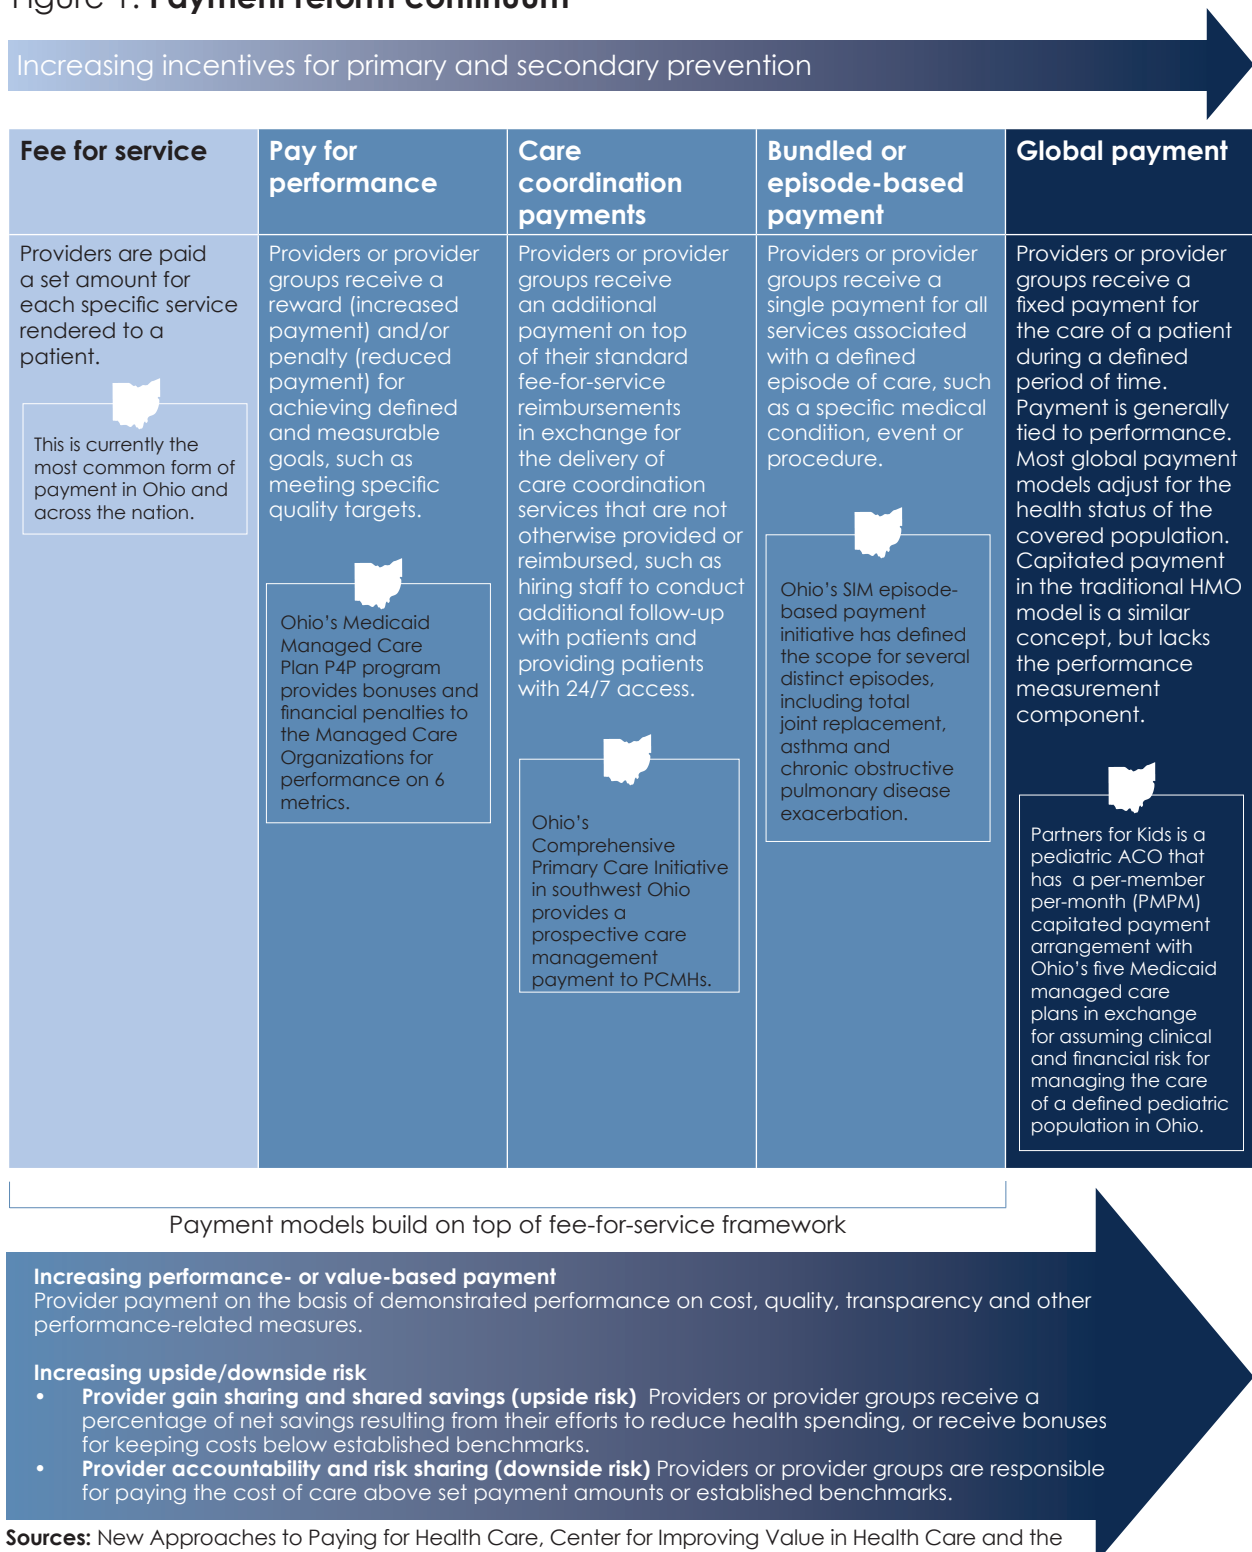 Figure 1. Payment reform continuum
Increasing incentives for primary and secondary prevention
Fee for service
Providers are paid
a set amount for
each specific service
rendered to a
patient.
This is currently the
most common form of
payment in Ohio and
across the nation.
Pay for
performance
Providers or provider
groups receive a
reward (increased
payment) and/or
penalty (reduced
payment) for
achieving defined
and measurable
goals, such as
meeting specific
quality targets.
Ohio's Medicaid
Managed Care
Plan P4P program
provides bonuses and
financial penalties to
the Managed Care
Organizations for
performance on 6
metrics.
Care
coordination
payments
Providers or provider
groups receive
an additional
payment on top
of their standard
fee-for-service
reimbursements
in exchange for
the delivery of
care coordination
services that are not
otherwise provided or
reimbursed, such as
hiring staff to conduct
additional follow-up
with patients and
providing patients
with 24/7 access.
Ohio's
Comprehensive
Primary Care Initiative
in southwest Ohio
provides a
prospective care
management
payment to PCMHs.
Bundled or
episode-based
payment
Providers or provider
groups receive a
single payment for all
services associated
with a defined
episode of care, such
as a specific medical
condition, event or
procedure.
Ohio's SIM episode-
based payment
initiative has defined
the scope for several
distinct episodes,
including total
joint replacement,
asthma and
chronic obstructive
pulmonary disease
exacerbation.
Global payment
Providers or provider
groups receive a
fixed payment for
the care of a patient
during a defined
period of time.
Payment is generally
tied to performance.
Most global payment
models adjust for the
health status of the
covered population.
Capitated payment
in the traditional HMO
model is a similar
concept, but lacks
the performance
measurement
component.
Partners for Kids is a
pediatric ACO that
has a per-member
per-month (PMPM)
capitated payment
arrangement with
Ohio's five Medicaid
managed care
plans in exchange
for assuming clinical
and financial risk for
managing the care
of a defined pediatric
population in Ohio.
Payment models build on top of fee-for-service framework
Increasing performance- or value-based payment
Provider payment on the basis of demonstrated performance on cost, quality, transparency and other
performance-related measures.
Increasing upside/downside risk
• Provider gain sharing and shared savings (upside risk) Providers or provider groups receive a
percentage of net savings resulting from their efforts to reduce health spending, or receive bonuses
for keeping costs below established benchmarks.
• Provider accountability and risk sharing (downside risk) Providers or provider groups are responsible
for paying the cost of care above set payment amounts or established benchmarks.
Sources: New Approaches to Paying for Health Care, Center for Improving Value in Health Care and the